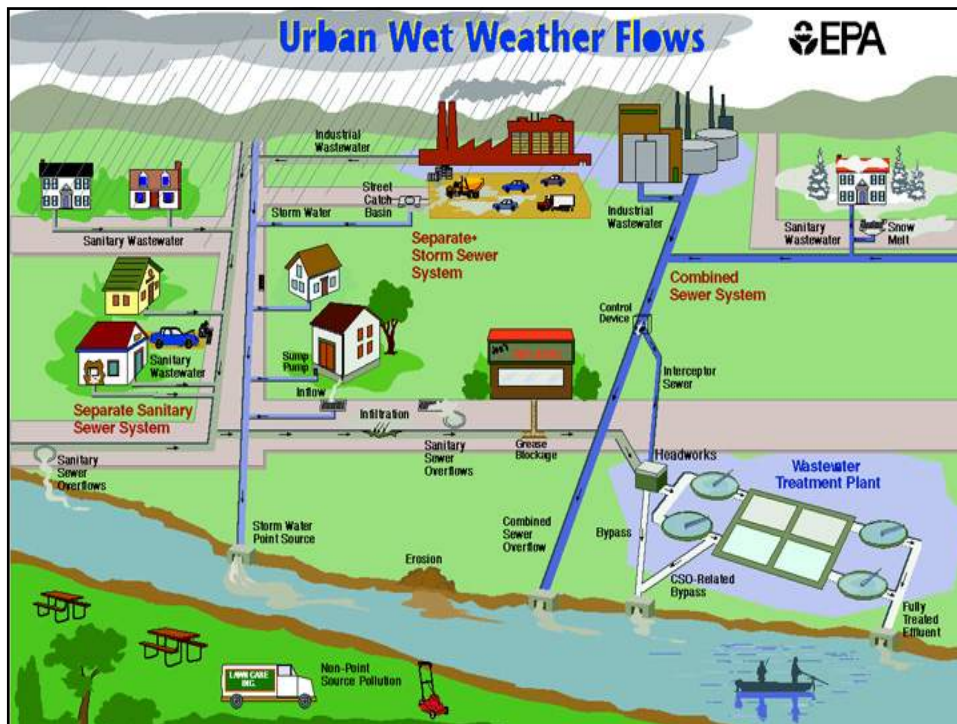 Urban Wet Weather Flows
EPA
Industrial
Wastewater
Street
Catch
Basin
Storm Water
Industrial
Wastewater
Sanitary
Wastewater
Snow
Melt
Sanitary Wastewater
Separate
Storm Sewer
System
Combined
Sewer System
Control
Device
Sanitary
Wastewater
Sump
Pump
Inflow
Interceptor
Sewer
Separate Sanitary
Sewer System
Infiltration
Sanitary
Sewer
Overflows
Sanitary
Sewer Overflows
Grease
Blockage
Headworks
Wastewater
Treatment Plant
Storm Water
Point Source
Combined
Sewer
Overflow
Bypass
Erosion
CSO-Related
Bypass
Fully
Treated
Effluent
LAWN CARE
INC.
Non-Point
Source Pollution